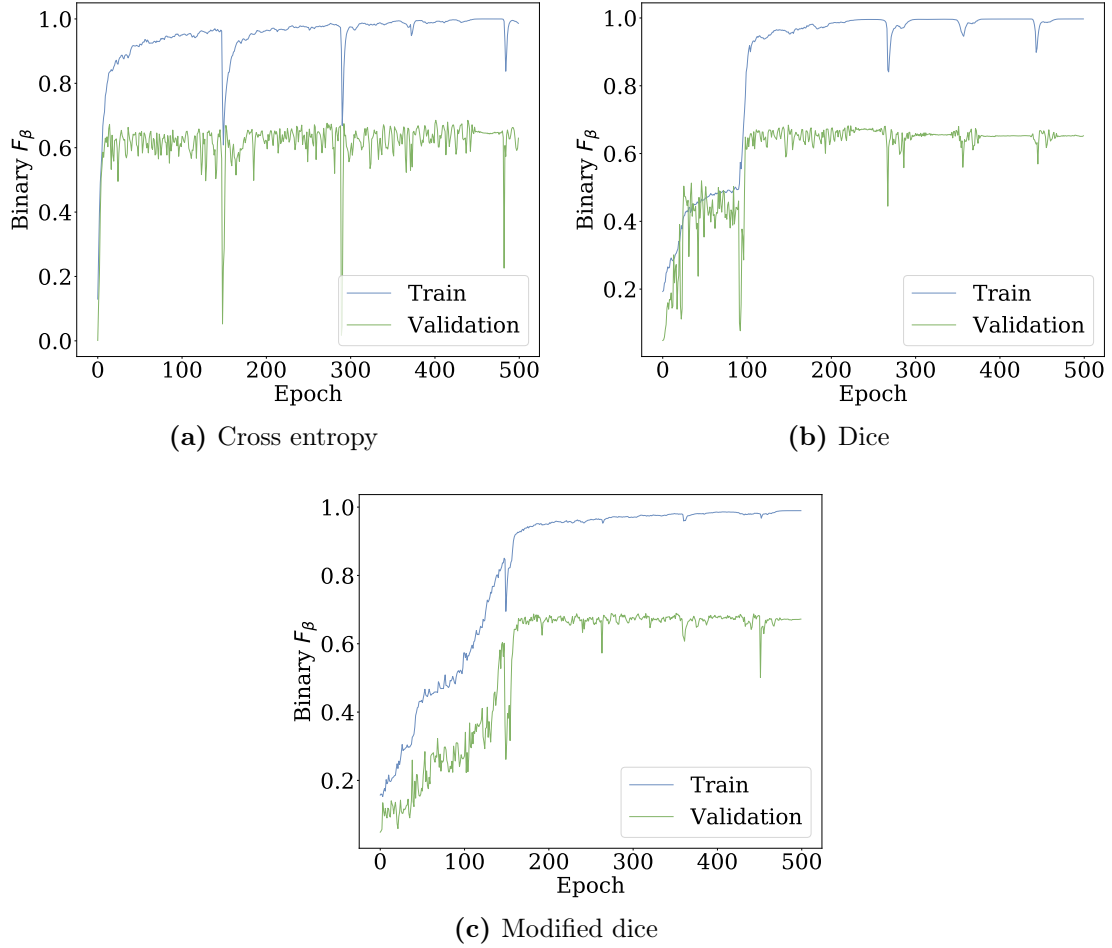 1.0
0.8
0.6
0.4
0.2
0.0
Binary Fβ
0 100 200 300 400 500
Epoch
Train
Validation
(a) Cross entropy
1.0
0.8
0.6
0.4
0.2
Binary Fβ
0 100 200 300 400 500
Epoch
Train
Validation
(b) Dice
1.0
0.8
0.6
0.4
0.2
Binary Fβ
0 100 200 300 400 500
Epoch
Train
Validation
(c) Modified dice